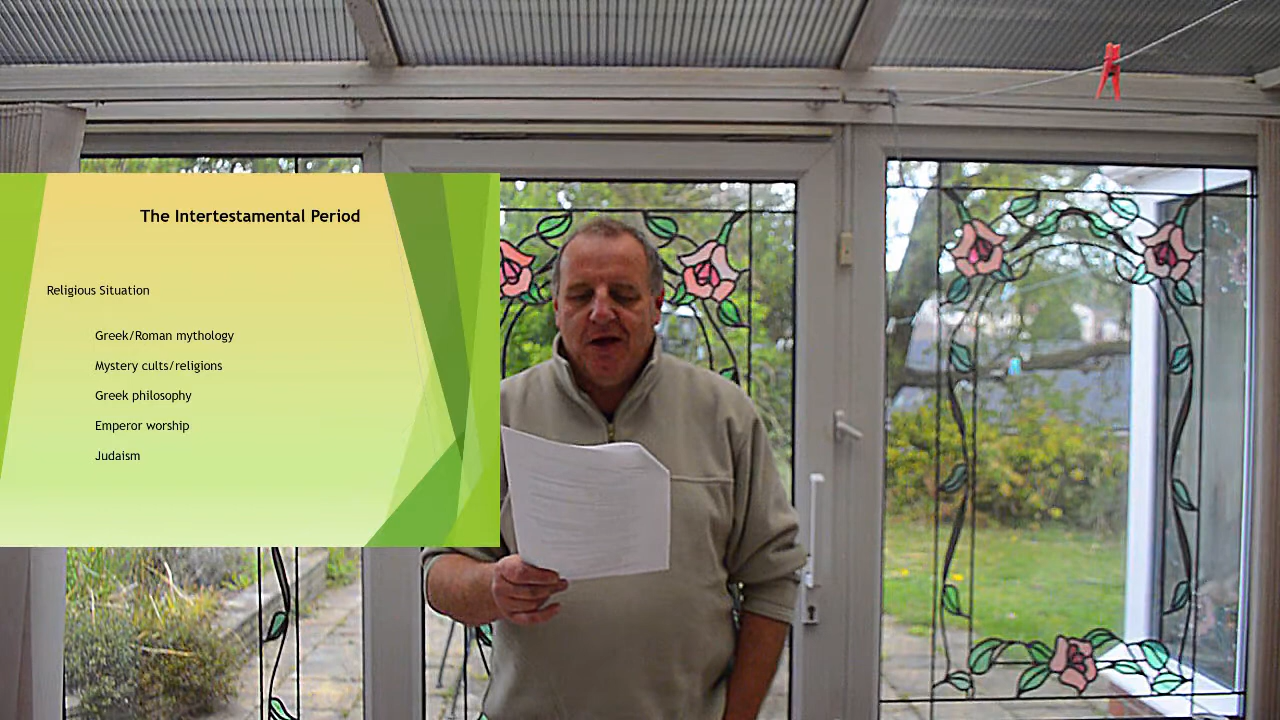 The Intertestamental Period
Religious Situation
Greek/Roman mythology
Mystery cults/religions
Greek philosophy
Emperor worship
Judaism